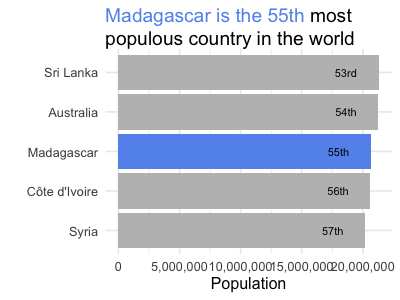 Madagascar is the 55th most
populous country in the world
Sri Lanka 53rd
Australia 54th
Madagascar 55th
Côte d'Ivoire 56th
Syria 57th
0 5,000,000 10,000,000 15,000,000 20,000,000
Population